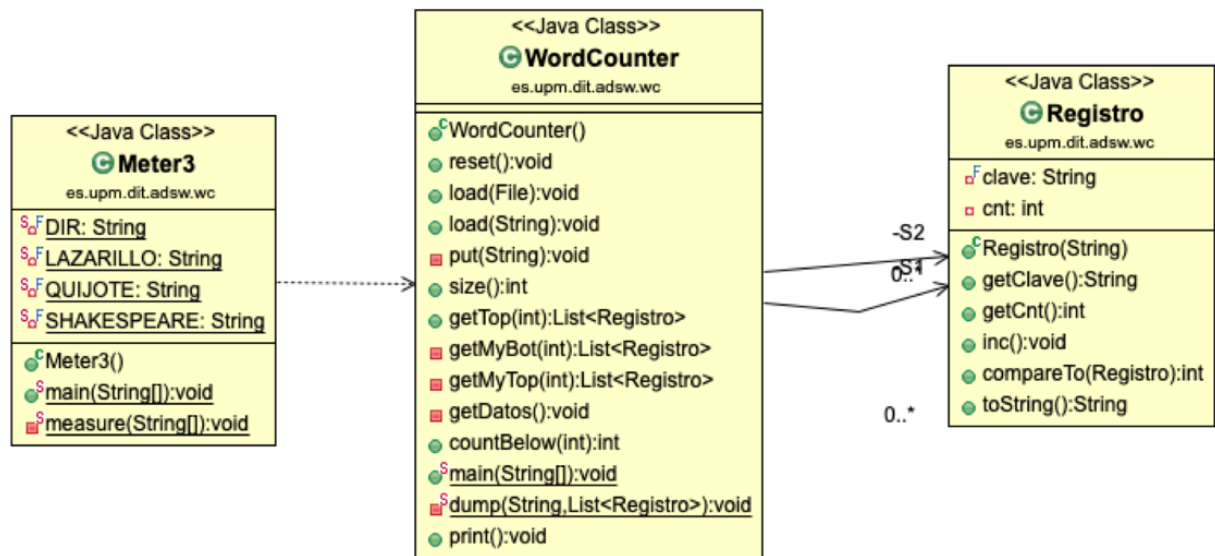 <<Java Class>>
Meter3
es.upm.dit.adsw.wc
DIR: String
LAZARILLO: String
QUIJOTE: String
SHAKESPEARE: String
Meter3()
main(String[]):void
measure(String[]):void
<<Java Class>>
WordCounter
es.upm.dit.adsw.wc
WordCounter()
reset():void
load(File):void
load(String):void
put(String):void
size():int
getTop(int):List<Registro>
getMyBot(int):List<Registro>
getMyTop(int):List<Registro>
getDatos():void
countBelow(int):int
main(String[]):void
dump(String,List<Registro>):void
print():void
-S2
-S1
0..*
0..*
<<Java Class>>
Registro
es.upm.dit.adsw.wc
clave: String
cnt: int
Registro(String)
getClave():String
getCnt():int
inc():void
compareTo(Registro):int
toString():String